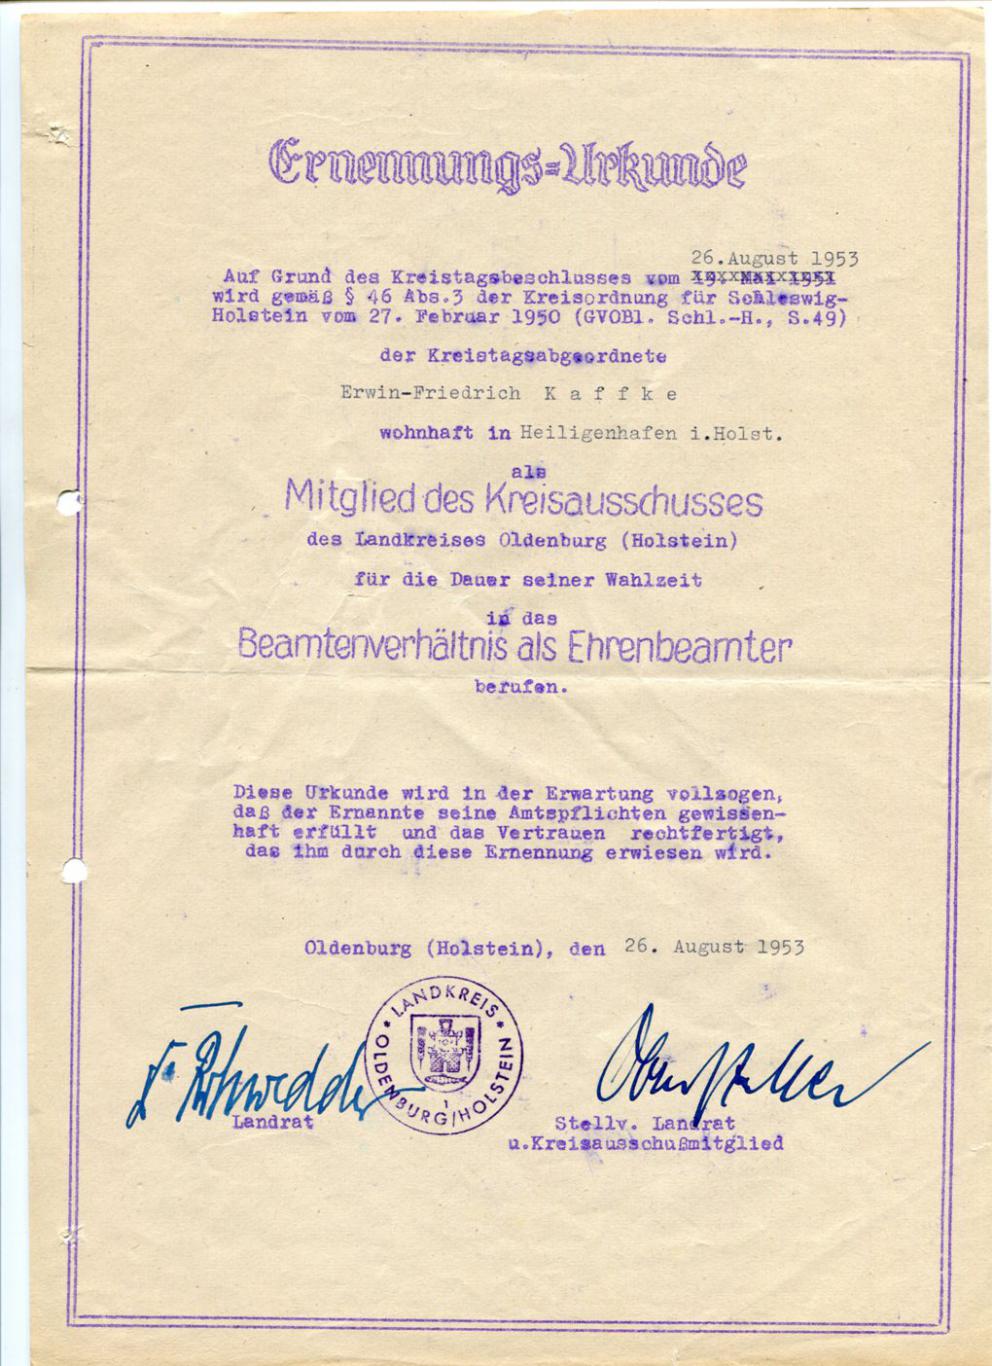 Ernennungs=Urkunde
26.August 1953
Auf Grund des Kreistagsbeschlusses vom 19. Mai 1951
wird gemäß § 46 Abs.3 der Kreisordnung für Schleswig-
Holstein vom 27. Februar 1950 (GVOBl. Schl.-H., S.49)
der Kreistagsabgeordnete
Erwin-Friedrich K a f f k e
wohnhaft in Heiligenhafen i.Holst.
als
Mitglied des Kreisausschusses
des Landkreises Oldenburg (Holstein)
für die Dauer seiner Wahlzeit
in das
Beamtenverhältnis als Ehrenbeamter
berufen.
Diese Urkunde wird in der Erwartung vollzogen,
daß der Ernannte seine Amtspflichten gewissen-
haft erfüllt und das Vertrauen rechtfertigt,
das ihm durch diese Ernennung erwiesen wird.
Oldenburg (Holstein), den 26. August 1953
LANDKREIS
OLDENBURG/HOLSTEIN
1
Landrat
Stellv. Landrat
u.Kreisausschußmitglied